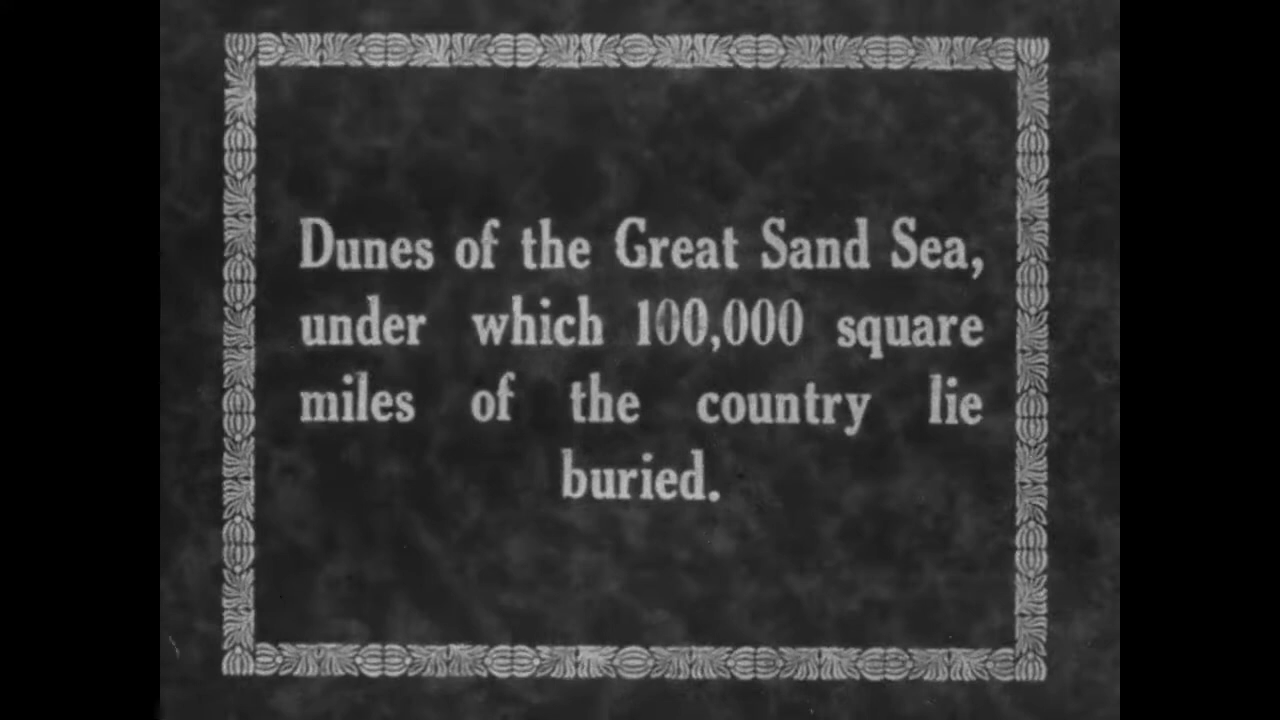 Dunes of the Great Sand Sea,
under which 100,000 square
miles of the country lie
buried.